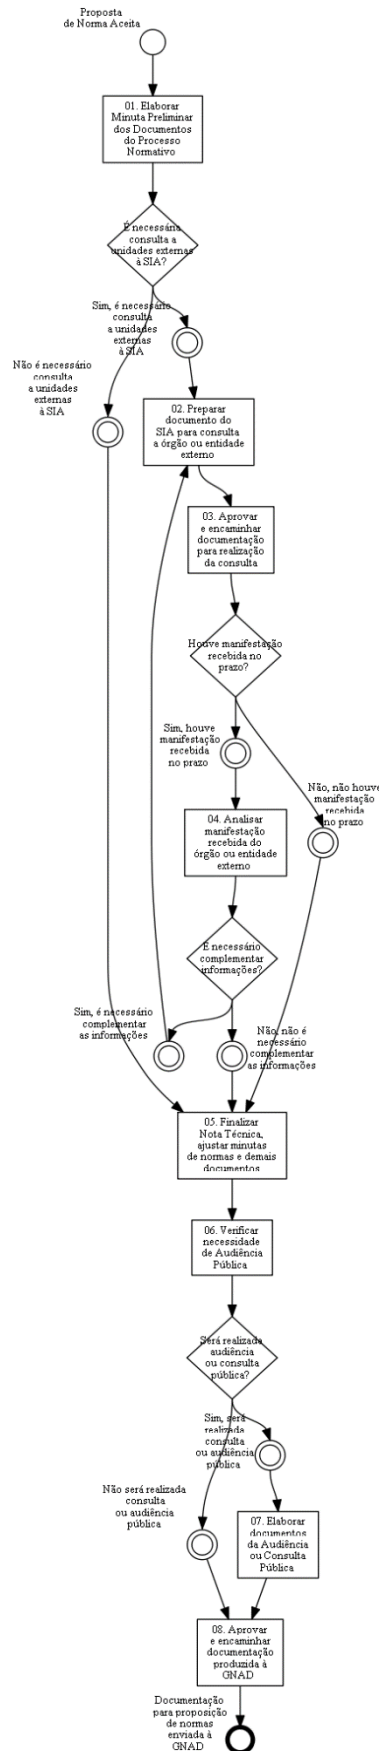 Proposta
de Norma Aceita
01. Elaborar
Minuta Preliminar
dos Documentos
do Processo
Normativo
É necessária
consulta a
unidades externas
à SIA?
Sim, é necessário
consulta
a unidades
externas
à SIA
Não é necessário
consulta
a unidades
externas
à SIA
02. Preparar
documento do
SIA para consulta
a órgão ou entidade
externo
03. Aprovar
e encaminhar
documentação
para realização
da consulta
Houve manifestação
recebida no
prazo?
Sim, houve
manifestação
recebida
no prazo
Não, não houve
manifestação
recebida
no prazo
04. Analisar
manifestação
recebida do
órgão ou entidade
externo
É necessário
complementar
informações?
Sim, é necessário
complementar
as informações
Não, não é
necessário
complementar
as informações
05. Finalizar
Nota Técnica,
ajustar minutas
de normas e demais
documentos
06. Verificar
necessidade
de Audiência
Pública
Será realizada
audiência
ou consulta
pública?
Sim, será
realizada
consulta
ou audiência
pública
Não será realizada
consulta
ou audiência
pública
07. Elaborar
documentos
da Audiência
ou Consulta
Pública
08. Aprovar
e encaminhar
documentação
produzida à
GNAD
Documentação
para proposição
de normas
enviada à
GNAD